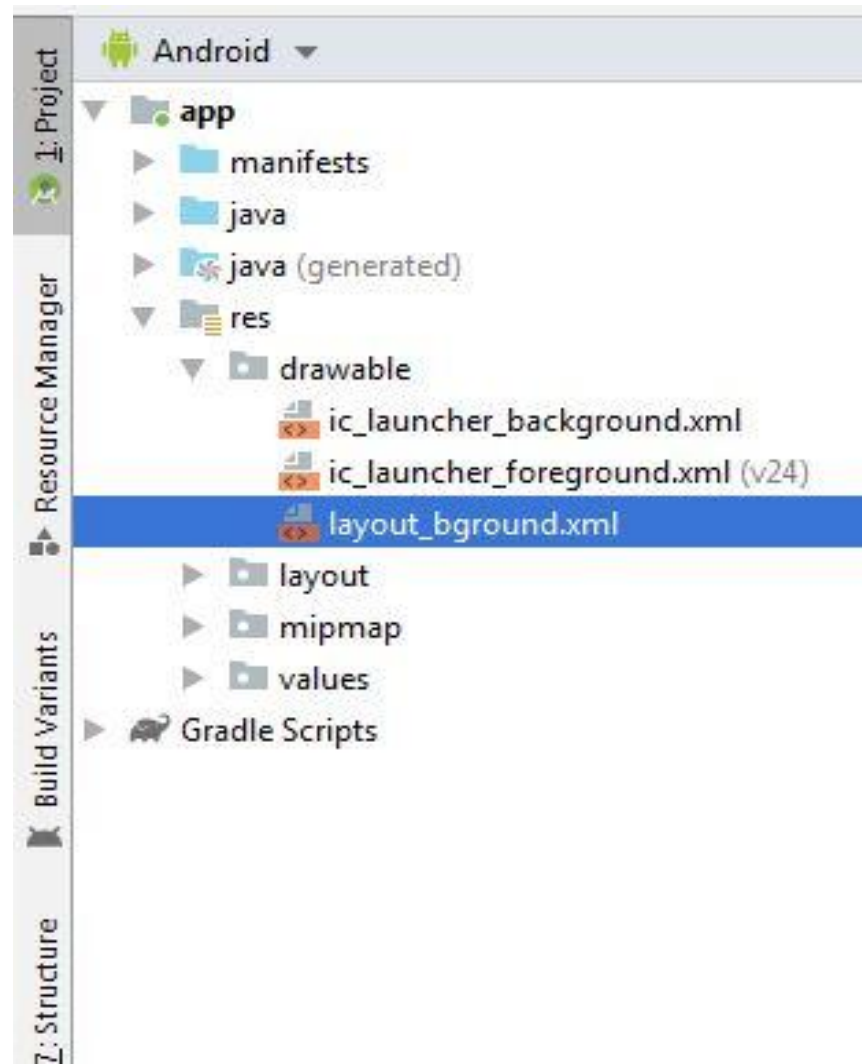 Android
app
manifests
java
java (generated)
res
drawable
ic_launcher_background.xml
ic_launcher_foreground.xml (v24)
layout_bground.xml
layout
mipmap
values
Gradle Scripts
1: Project
Resource Manager
Build Variants
7: Structure